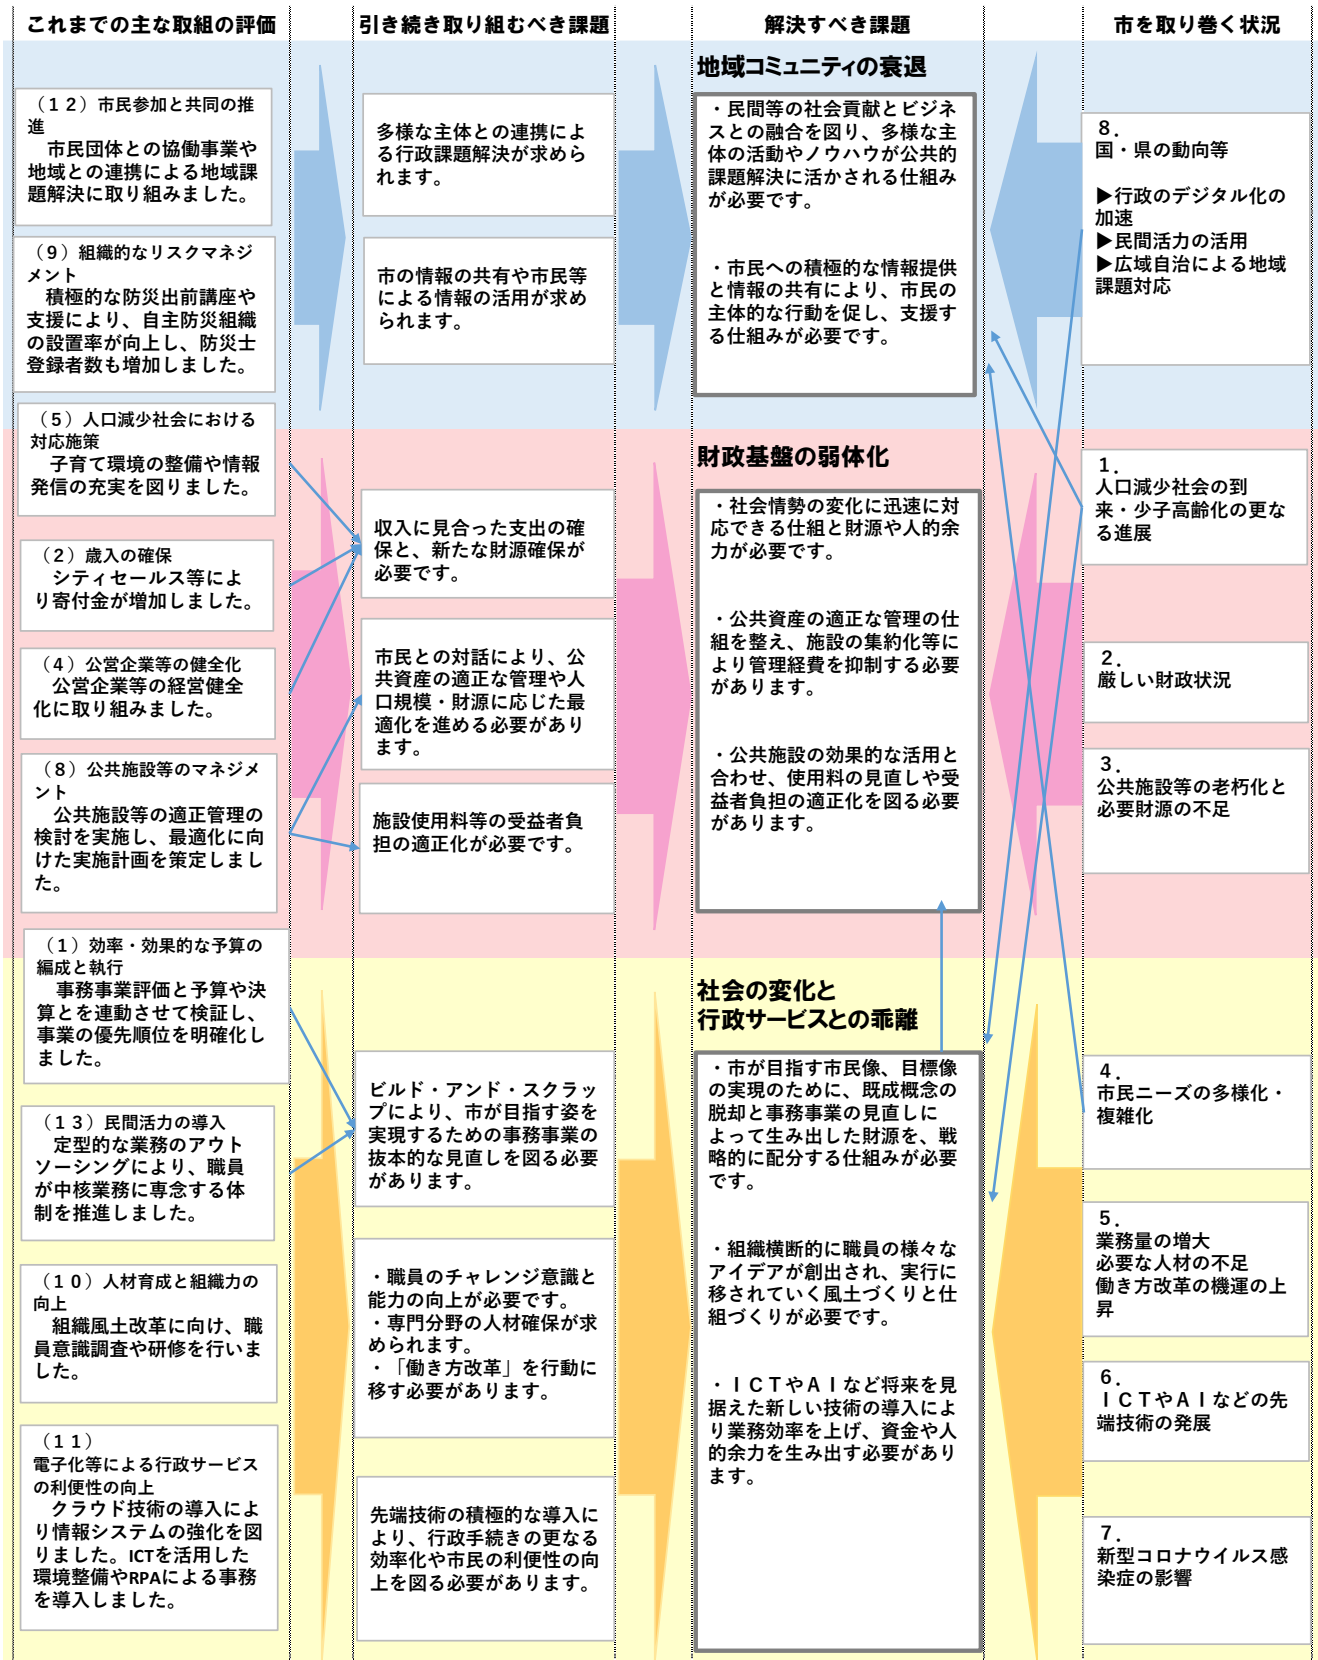 これまでの主な取組の評価
引き続き取り組むべき課題
解決すべき課題
市を取り巻く状況
（１２）市民参加と共同の推
進
市民団体との協働事業や
地域との連携による地域課
題解決に取り組みました。
（９）組織的なリスクマネジ
メント
積極的な防災出前講座や
支援により、自主防災組織
の設置率が向上し、防災士
登録者数も増加しました。
（５）人口減少社会における
対応施策
子育て環境の整備や情報
発信の充実を図りました。
（２）歳入の確保
シティセールス等によ
り寄付金が増加しました。
（４）公営企業等の健全化
公営企業等の経営健全
化に取り組みました。
（８）公共施設等のマネジメ
ント
公共施設等の適正管理の
検討を実施し、最適化に向
けた実施計画を策定しまし
た。
（１）効率・効果的な予算の
編成と執行
事務事業評価と予算や決
算とを連動させて検証し、
事業の優先順位を明確化し
ました。
（１３）民間活力の導入
定型的な業務のアウト
ソーシングにより、職員
が中核業務に専念する体
制を推進しました。
（１０）人材育成と組織力の
向上
組織風土改革に向け、職
員意識調査や研修を行いま
した。
（１１）
電子化等による行政サービス
の利便性の向上
クラウド技術の導入によ
り情報システムの強化を図
りました。ICTを活用した
環境整備やRPAによる事務
を導入しました。
多様な主体との連携によ
る行政課題解決が求めら
れます。
市の情報の共有や市民等
による情報の活用が求め
られます。
収入に見合った支出の確
保と、新たな財源確保が
必要です。
市民との対話により、公
共資産の適正な管理や人
口規模・財源に応じた最
適化を進める必要があり
ます。
施設使用料等の受益者負
担の適正化が必要です。
ビルド・アンド・スクラッ
プにより、市が目指す姿を
実現するための事務事業の
抜本的な見直しを図る必要
があります。
・職員のチャレンジ意識と
能力の向上が必要です。
・専門分野の人材確保が求
められます。
・「働き方改革」を行動に
移す必要があります。
先端技術の積極的な導入に
より、行政手続きの更なる
効率化や市民の利便性の向
上を図る必要があります。
地域コミュニティの衰退
・民間等の社会貢献とビジネ
スとの融合を図り、多様な主
体の活動やノウハウが公共的
課題解決に活かされる仕組み
が必要です。
・市民への積極的な情報提供
と情報の共有により、市民の
主体的な行動を促し、支援す
る仕組みが必要です。
財政基盤の弱体化
・社会情勢の変化に迅速に対
応できる仕組と財源や人的余
力が必要です。
・公共資産の適正な管理の仕
組を整え、施設の集約化等に
より管理経費を抑制する必要
があります。
・公共施設の効果的な活用と
合わせ、使用料の見直しや受
益者負担の適正化を図る必要
があります。
社会の変化と
行政サービスとの乖離
・市が目指す市民像、目標像
の実現のために、既成概念の
脱却と事務事業の見直しに
よって生み出した財源を、戦
略的に配分する仕組みが必要
です。
・組織横断的に職員の様々な
アイデアが創出され、実行に
移されていく風土づくりと仕
組づくりが必要です。
・ＩＣＴやＡＩなど将来を見
据えた新しい技術の導入によ
り業務効率を上げ、資金や人
的余力を生み出す必要があり
ます。
８．
国・県の動向等
▶行政のデジタル化の
加速
▶民間活力の活用
▶広域自治による地域
課題対応
１．
人口減少社会の到
来・少子高齢化の更な
る進展
２．
厳しい財政状況
３．
公共施設等の老朽化と
必要財源の不足
４．
市民ニーズの多様化・
複雑化
５．
業務量の増大
必要な人材の不足
働き方改革の機運の上
昇
６．
ＩＣＴやＡＩなどの先
端技術の発展
７．
新型コロナウイルス感
染症の影響